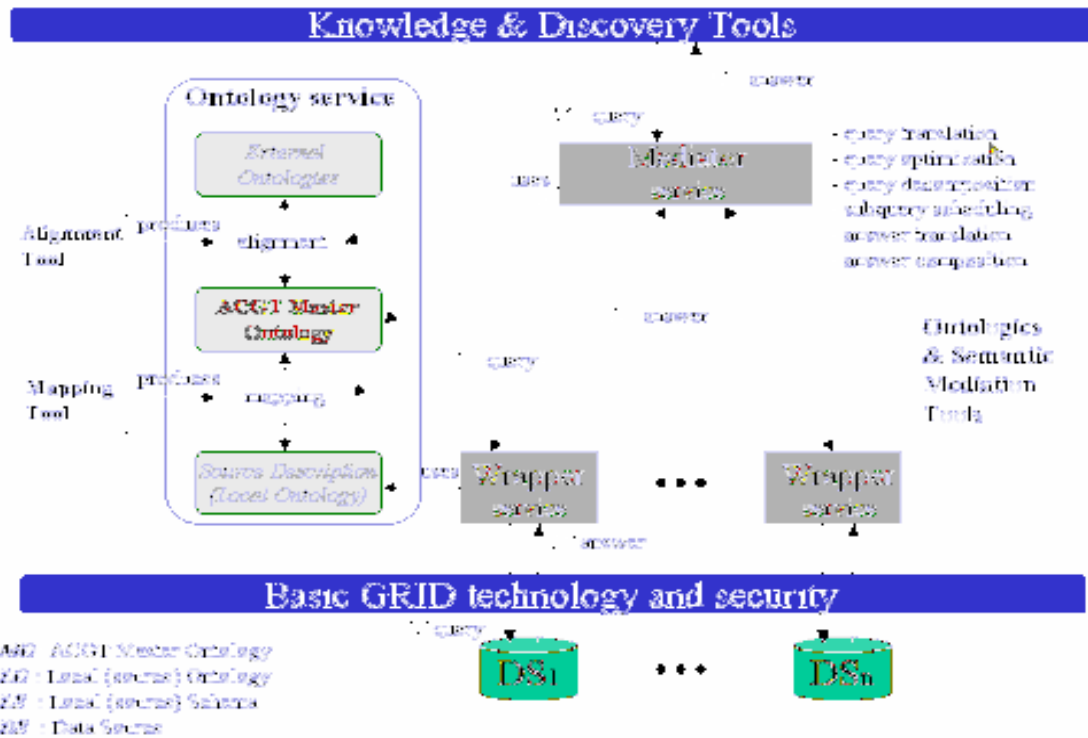 Knowledge & Discovery Tools
answer
Ontology service
query
External
Ontologies
Mediator
service
- query translation
- query optimization
- query decomposition
- subquery scheduling
answer translation
answer composition
uses
produces
Alignment
Tool
alignment
ACGT Master
Ontology
answer
query
Ontologies
& Semantic
Mediation
Tools
produces
Mapping
Tool
mapping
Source Description
(Local Ontology)
uses
Wrapper
service
•••
Wrapper
service
answer
Basic GRID technology and security
query
DS1
•••
DSn
: ACGT Master Ontology
: Local (source) Ontology
: Local (source) Schema
: Data Source